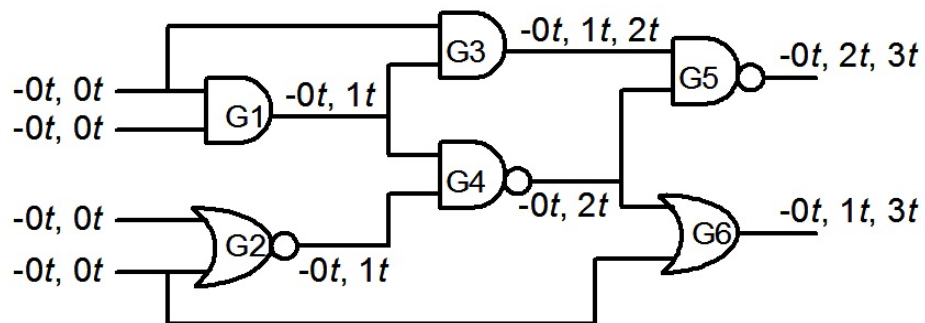 -0t, 0t
-0t, 0t
G1
-0t, 1t
G3
-0t, 1t, 2t
G5
-0t, 2t, 3t
G4
-0t, 2t
-0t, 0t
-0t, 0t
G2
-0t, 1t
G6
-0t, 1t, 3t